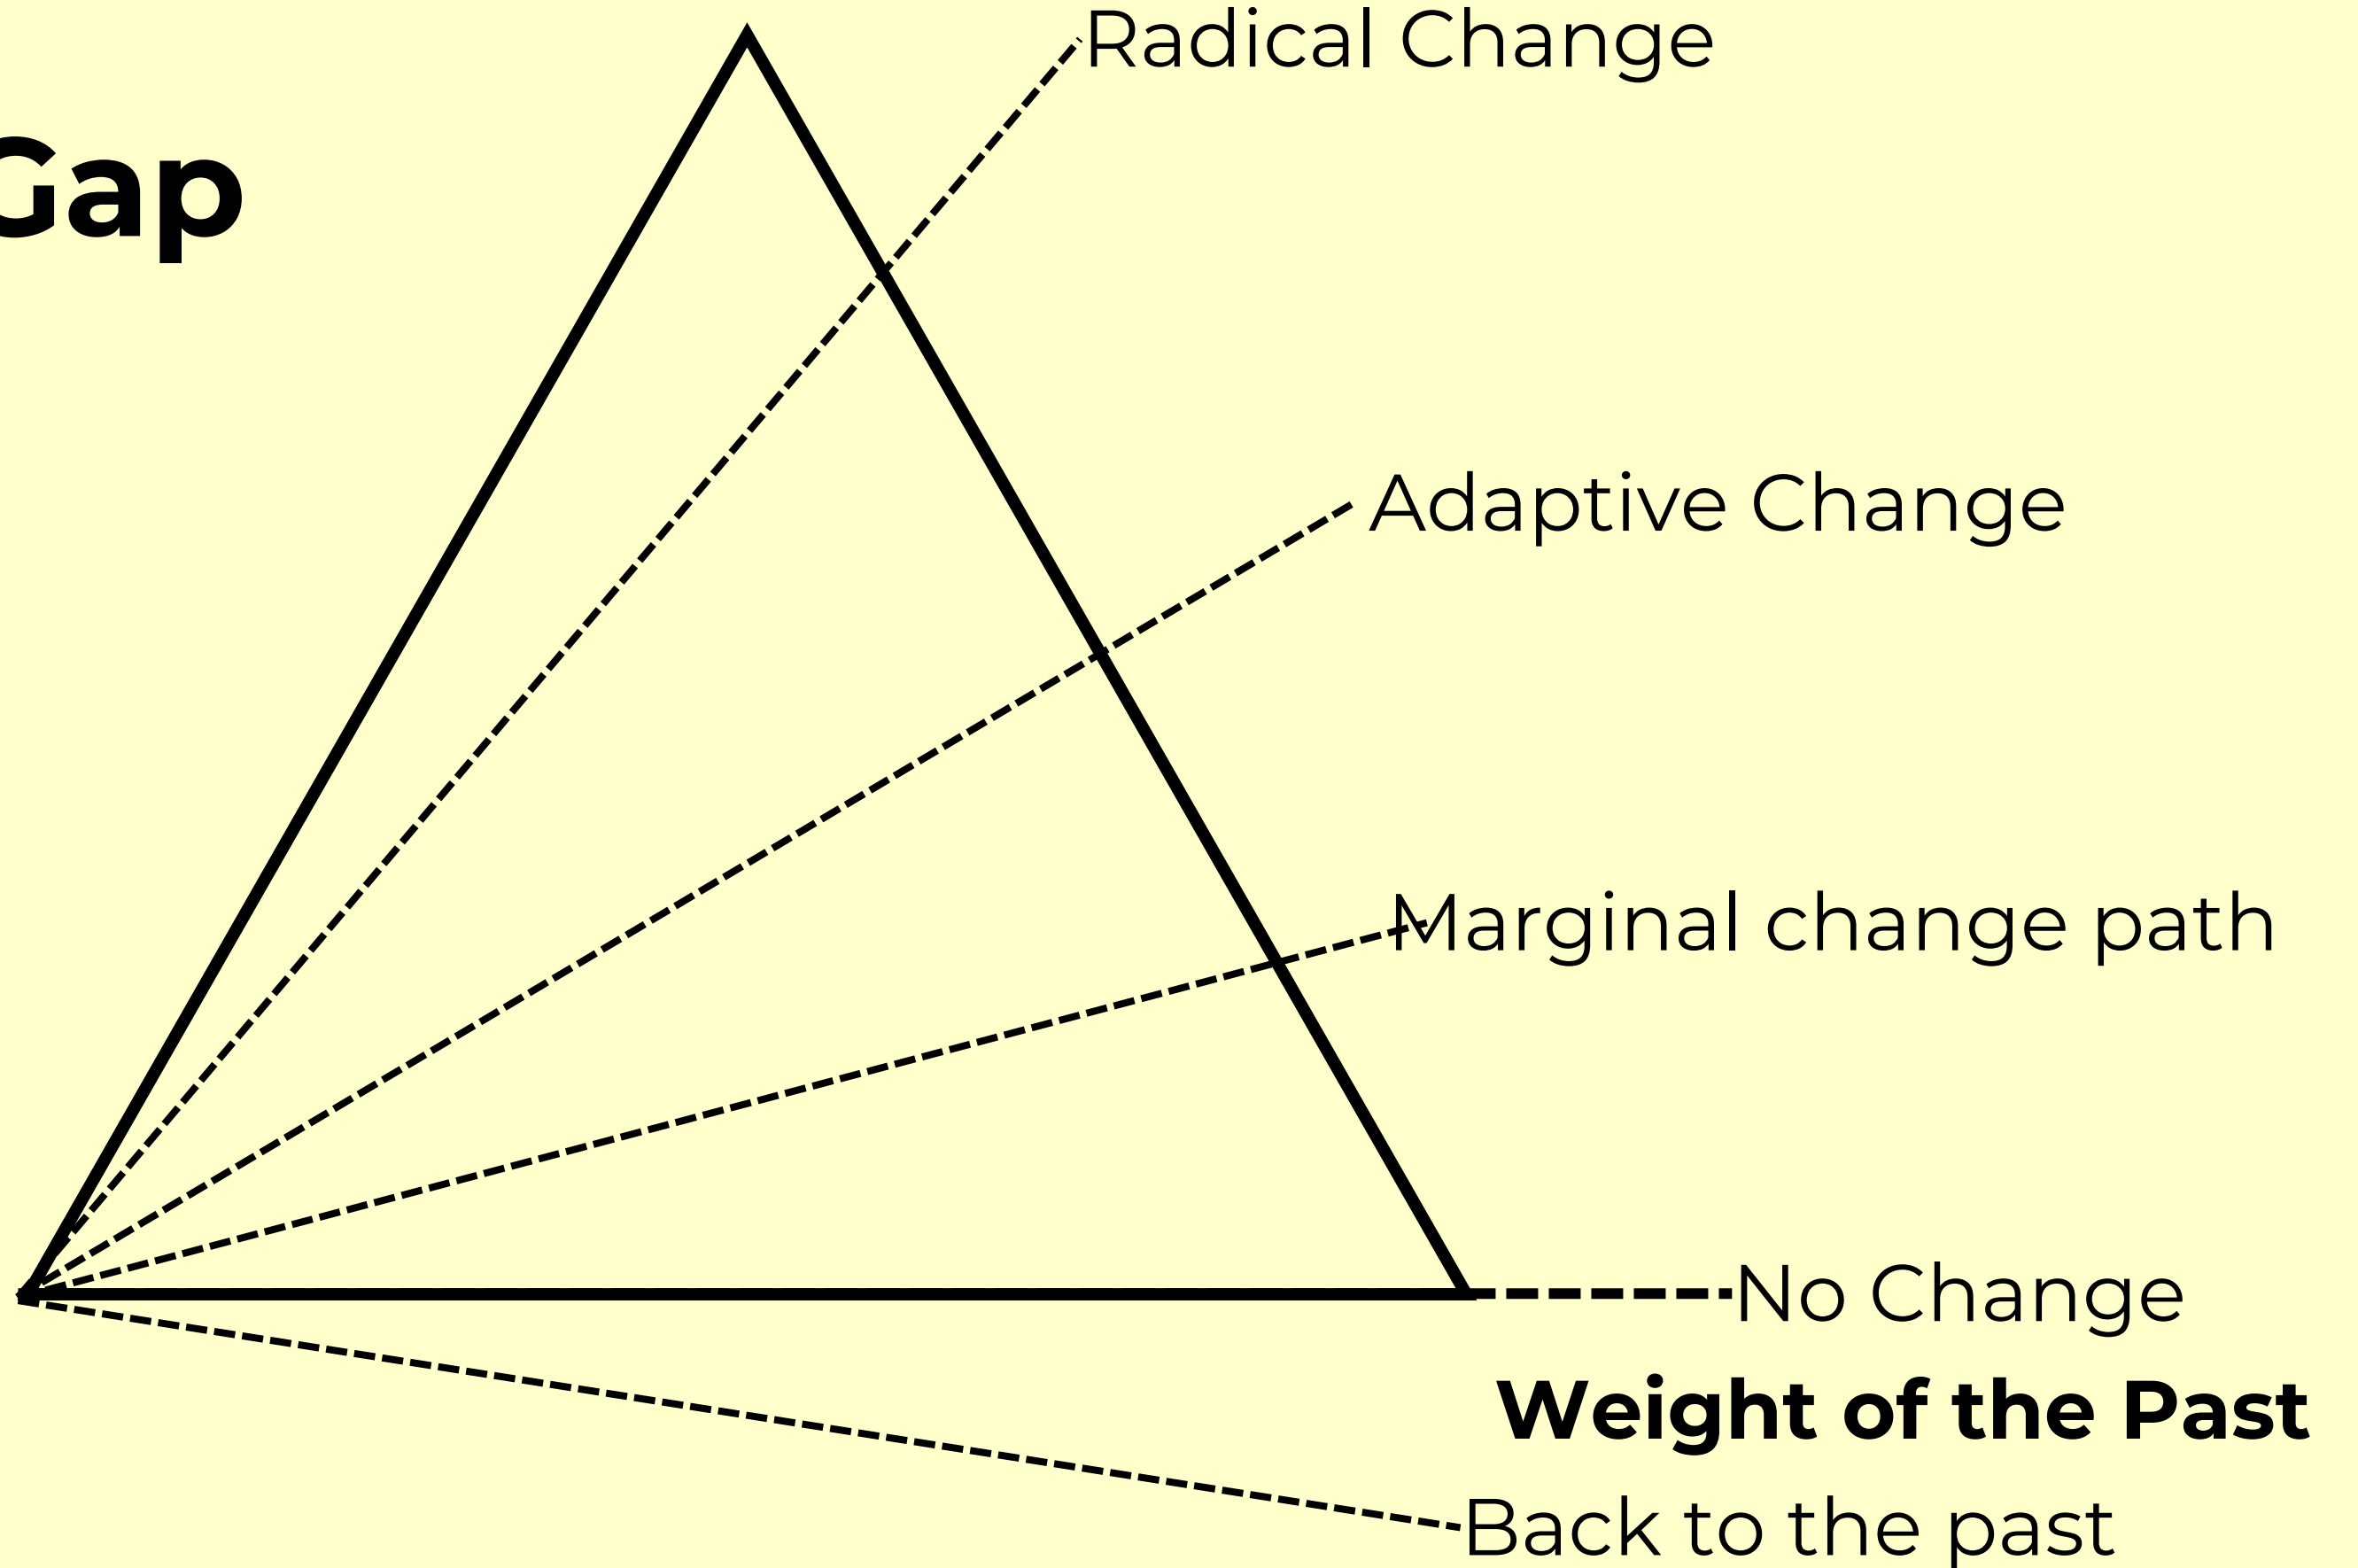 Radical Change
Gap
Adaptive Change
Marginal change path
No Change
Weight of the Past
Back to the past